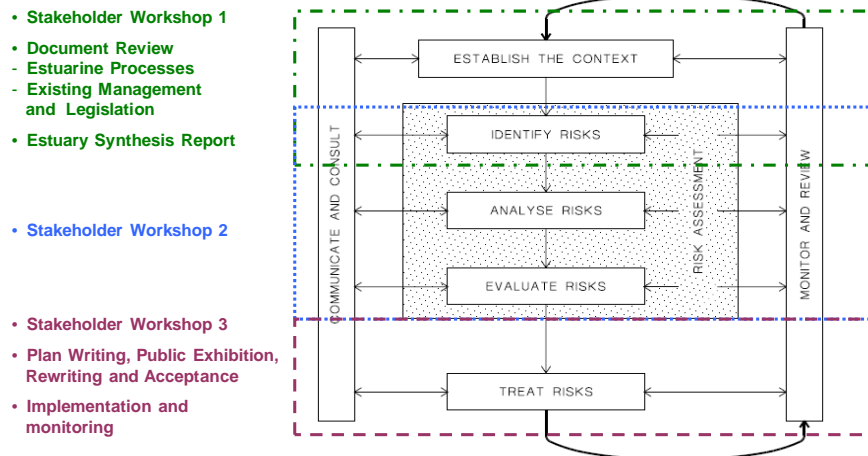 • Stakeholder Workshop 1
• Document Review
- Estuarine Processes
- Existing Management
and Legislation
• Estuary Synthesis Report
• Stakeholder Workshop 2
• Stakeholder Workshop 3
• Plan Writing, Public Exhibition,
Rewriting and Acceptance
• Implementation and
monitoring
COMMUNICATE AND CONSULT
ESTABLISH THE CONTEXT
IDENTIFY RISKS
ANALYSE RISKS
EVALUATE RISKS
TREAT RISKS
RISK ASSESSMENT
MONITOR AND REVIEW